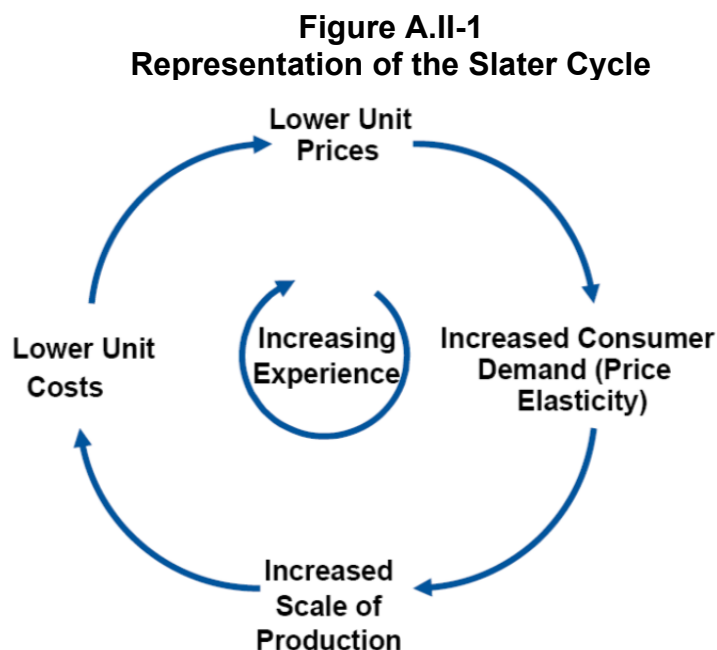 Figure A.II-1
Representation of the Slater Cycle
Lower Unit
Prices
Increased Consumer
Demand (Price
Elasticity)
Increased
Scale of
Production
Lower Unit
Costs
Increasing
Experience